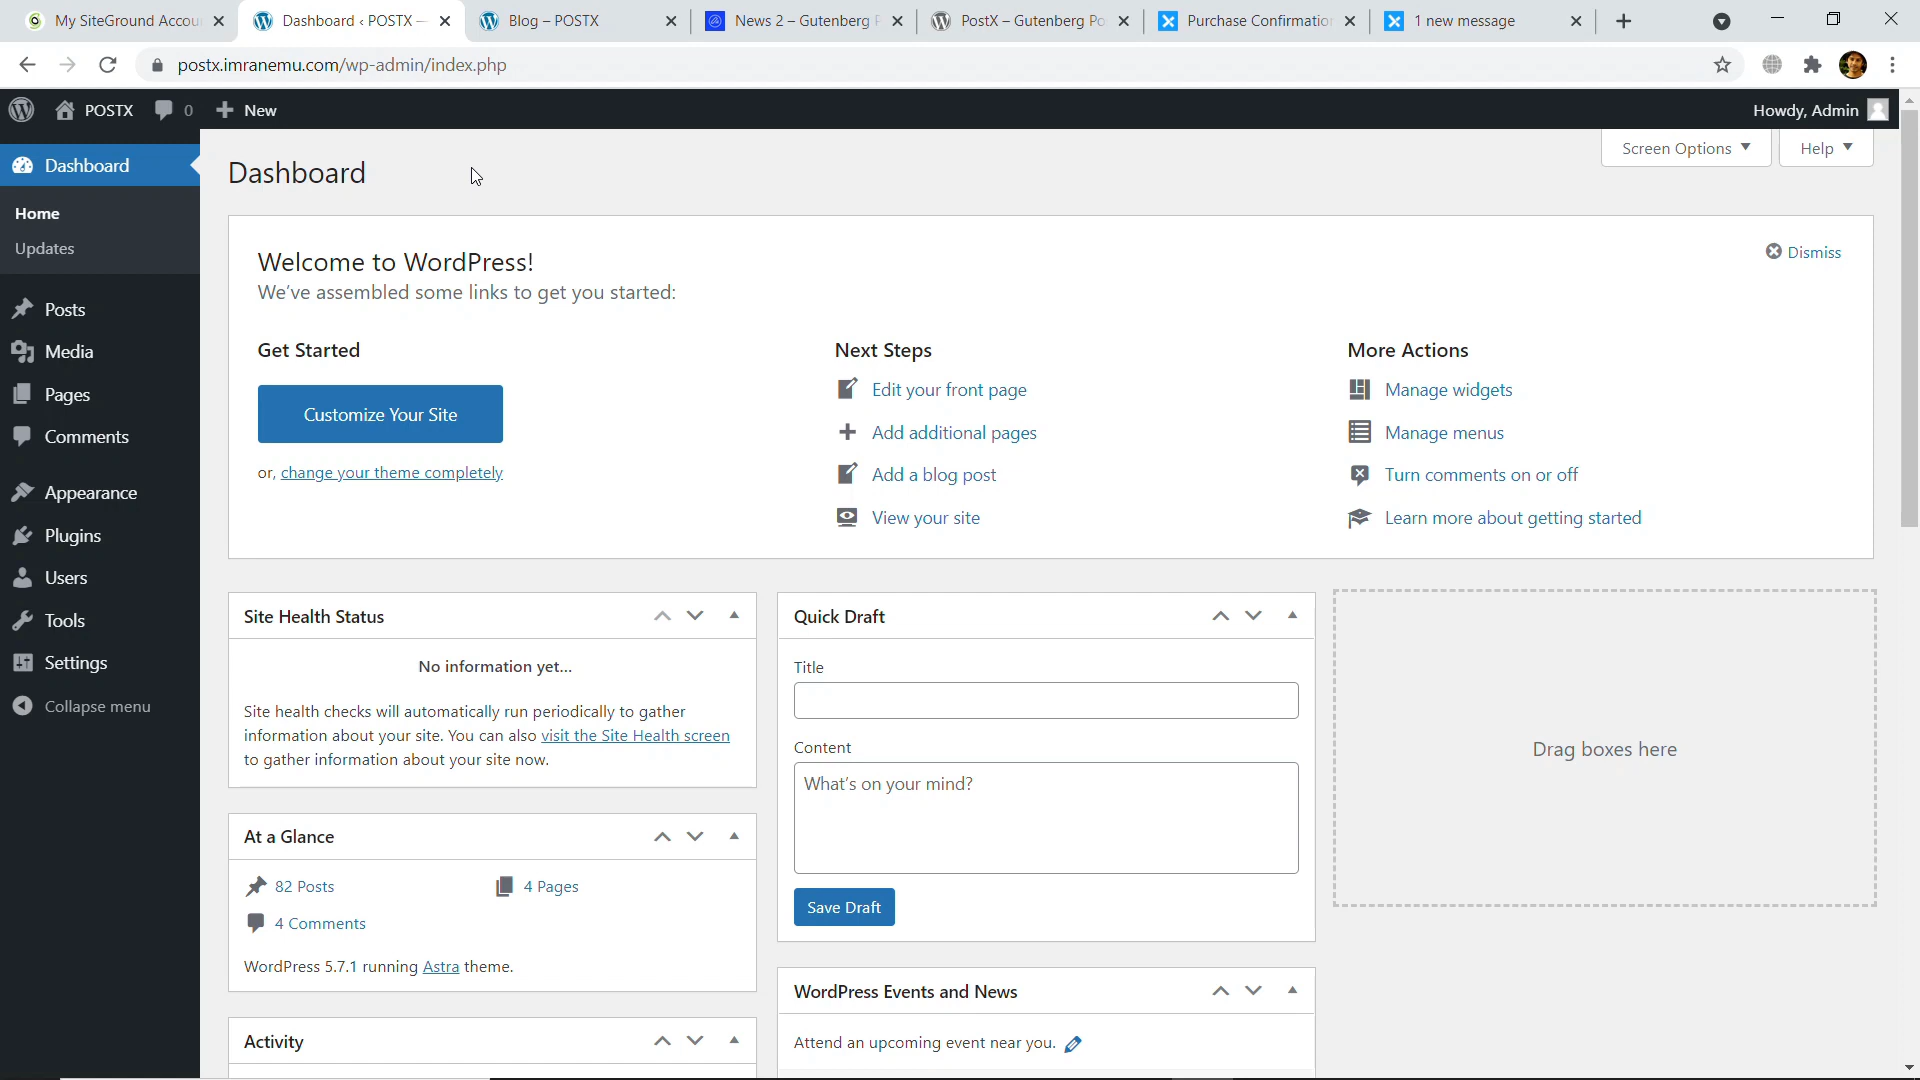 My SiteGround Accou
Dashboard ‹ POSTX —
Blog – POSTX
News 2 – Gutenberg P
PostX – Gutenberg Po
Purchase Confirmation
1 new message
postx.imranemu.com/wp-admin/index.php
POSTX
0
New
Howdy, Admin
Dashboard
Home
Updates
Posts
Media
Pages
Comments
Appearance
Plugins
Users
Tools
Settings
Collapse menu
Dashboard
Screen Options
Help
Welcome to WordPress!
We've assembled some links to get you started:
Dismiss
Get Started
Customize Your Site
or, change your theme completely
Next Steps
Edit your front page
Add additional pages
Add a blog post
View your site
More Actions
Manage widgets
Manage menus
Turn comments on or off
Learn more about getting started
Site Health Status
No information yet...
Site health checks will automatically run periodically to gather
information about your site. You can also visit the Site Health screen
to gather information about your site now.
At a Glance
82 Posts
4 Pages
4 Comments
WordPress 5.7.1 running Astra theme.
Activity
Quick Draft
Title
Content
What's on your mind?
Save Draft
WordPress Events and News
Attend an upcoming event near you.
Drag boxes here